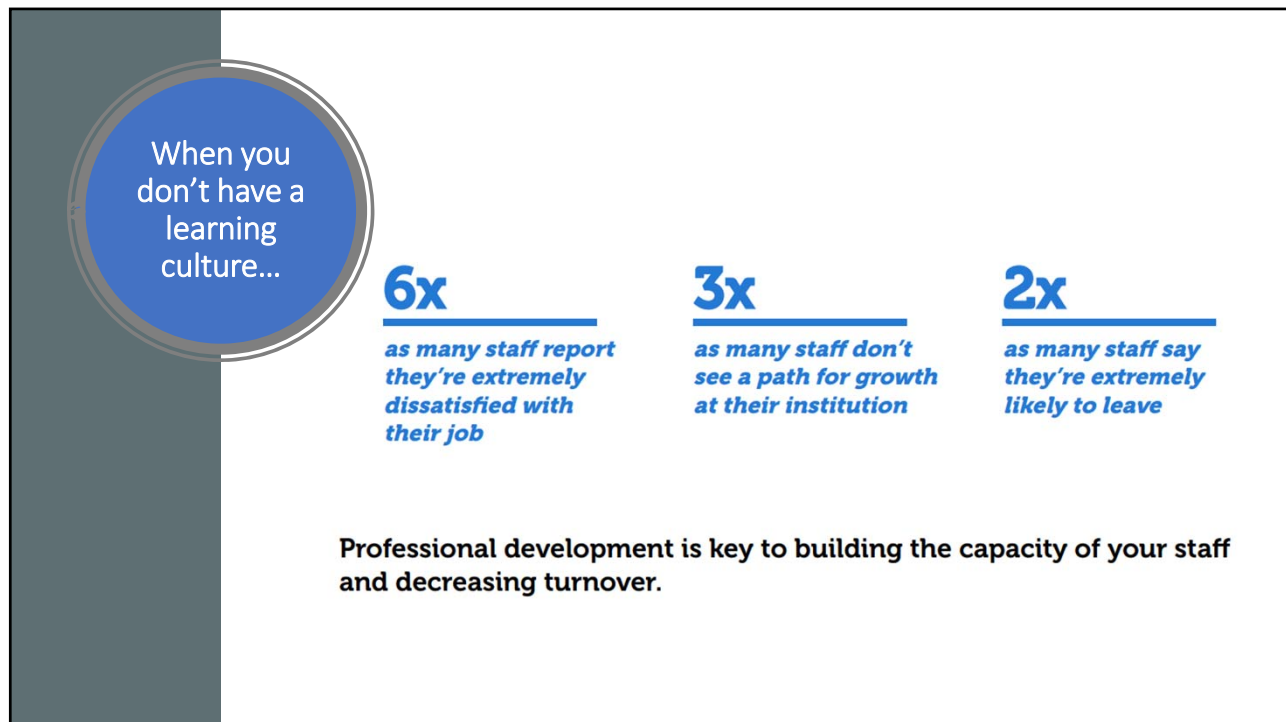 When you
don’t have a
learning
culture…
6x
as many staff report
they’re extremely
dissatisfied with
their job
3x
as many staff don’t
see a path for growth
at their institution
2x
as many staff say
they’re extremely
likely to leave
Professional development is key to building the capacity of your staff
and decreasing turnover.